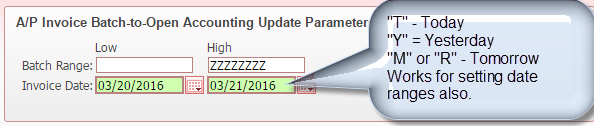 A/P Invoice Batch-to-Open Accounting Update Parameter
Low High
Batch Range: ZZZZZZZZ
Invoice Date: 03/20/2016 03/21/2016
"T" - Today
"Y" = Yesterday
"M" or "R" - Tomorrow
Works for setting date
ranges also.